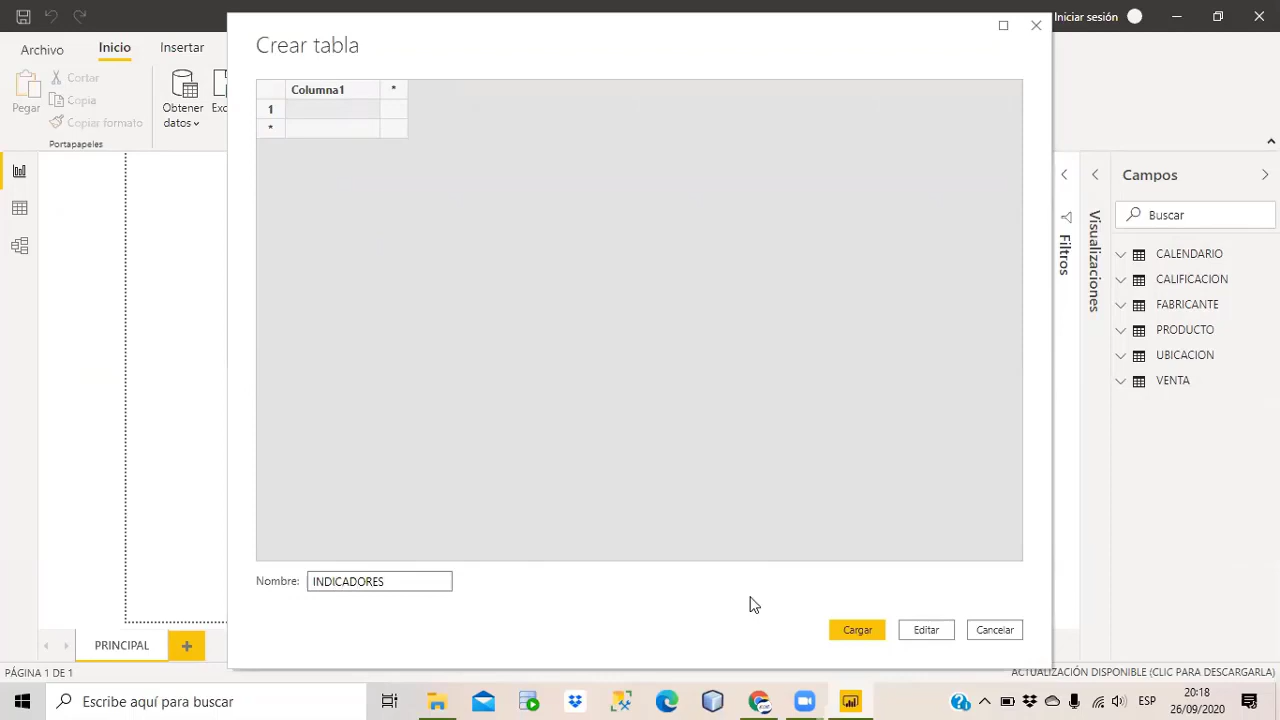 Iniciar sesión
Archivo
Inicio
Insertar
Pegar
Cortar
Copia
Copiar formato
Portapapeles
Obtener
datos
Crear tabla
Columna1
*
1
*
Nombre:
INDICADORES
Cargar
Editar
Cancelar
Filtros
Visualizaciones
Campos
Buscar
CALENDARIO
CALIFICACION
FABRICANTE
PRODUCTO
UBICACION
VENTA
PRINCIPAL
PÁGINA 1 DE 1
ACTUALIZACIÓN DISPONIBLE (CLIC PARA DESCARGARLA)
Escribe aquí para buscar
ESP
20:18
26/09/2020